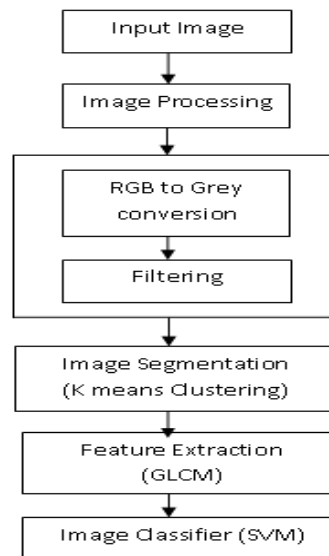 Input Image
Image Processing
RGB to Grey
conversion
Filtering
Image Segmentation
(K means Clustering)
Feature Extraction
(GLCM)
Image Classifier (SVM)